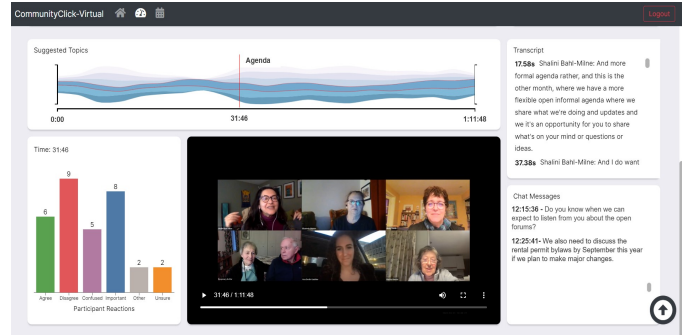 CommunityClick-Virtual
Logout
Suggested Topics
Agenda
0:00
31:46
1:11:48
Transcript
17.58s Shalini Bahl-Milne: And more
formal agenda rather, and this is the
other month, where we have a more
flexible open informal agenda where we
share what we're doing and updates and
we it's an opportunity for you to share
what's on your mind or questions or
ideas.
37.38s Shalini Bahl-Milne: And I do want
Time: 31:46
6
9
5
8
2
2
Agree Disagree Confused Important Other Unsure
Participant Reactions
31:46 / 1:11:48
Chat Messages
12:15:36 - Do you know when we can
expect to listen from you about the open
forums?
12:25:41- We also need to discuss the
rental permit bylaws by September this year
if we plan to make major changes.